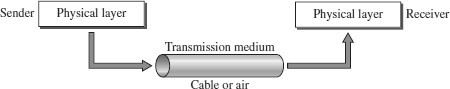 Sender
Physical layer
Physical layer
Receiver
Transmission medium
Cable or air